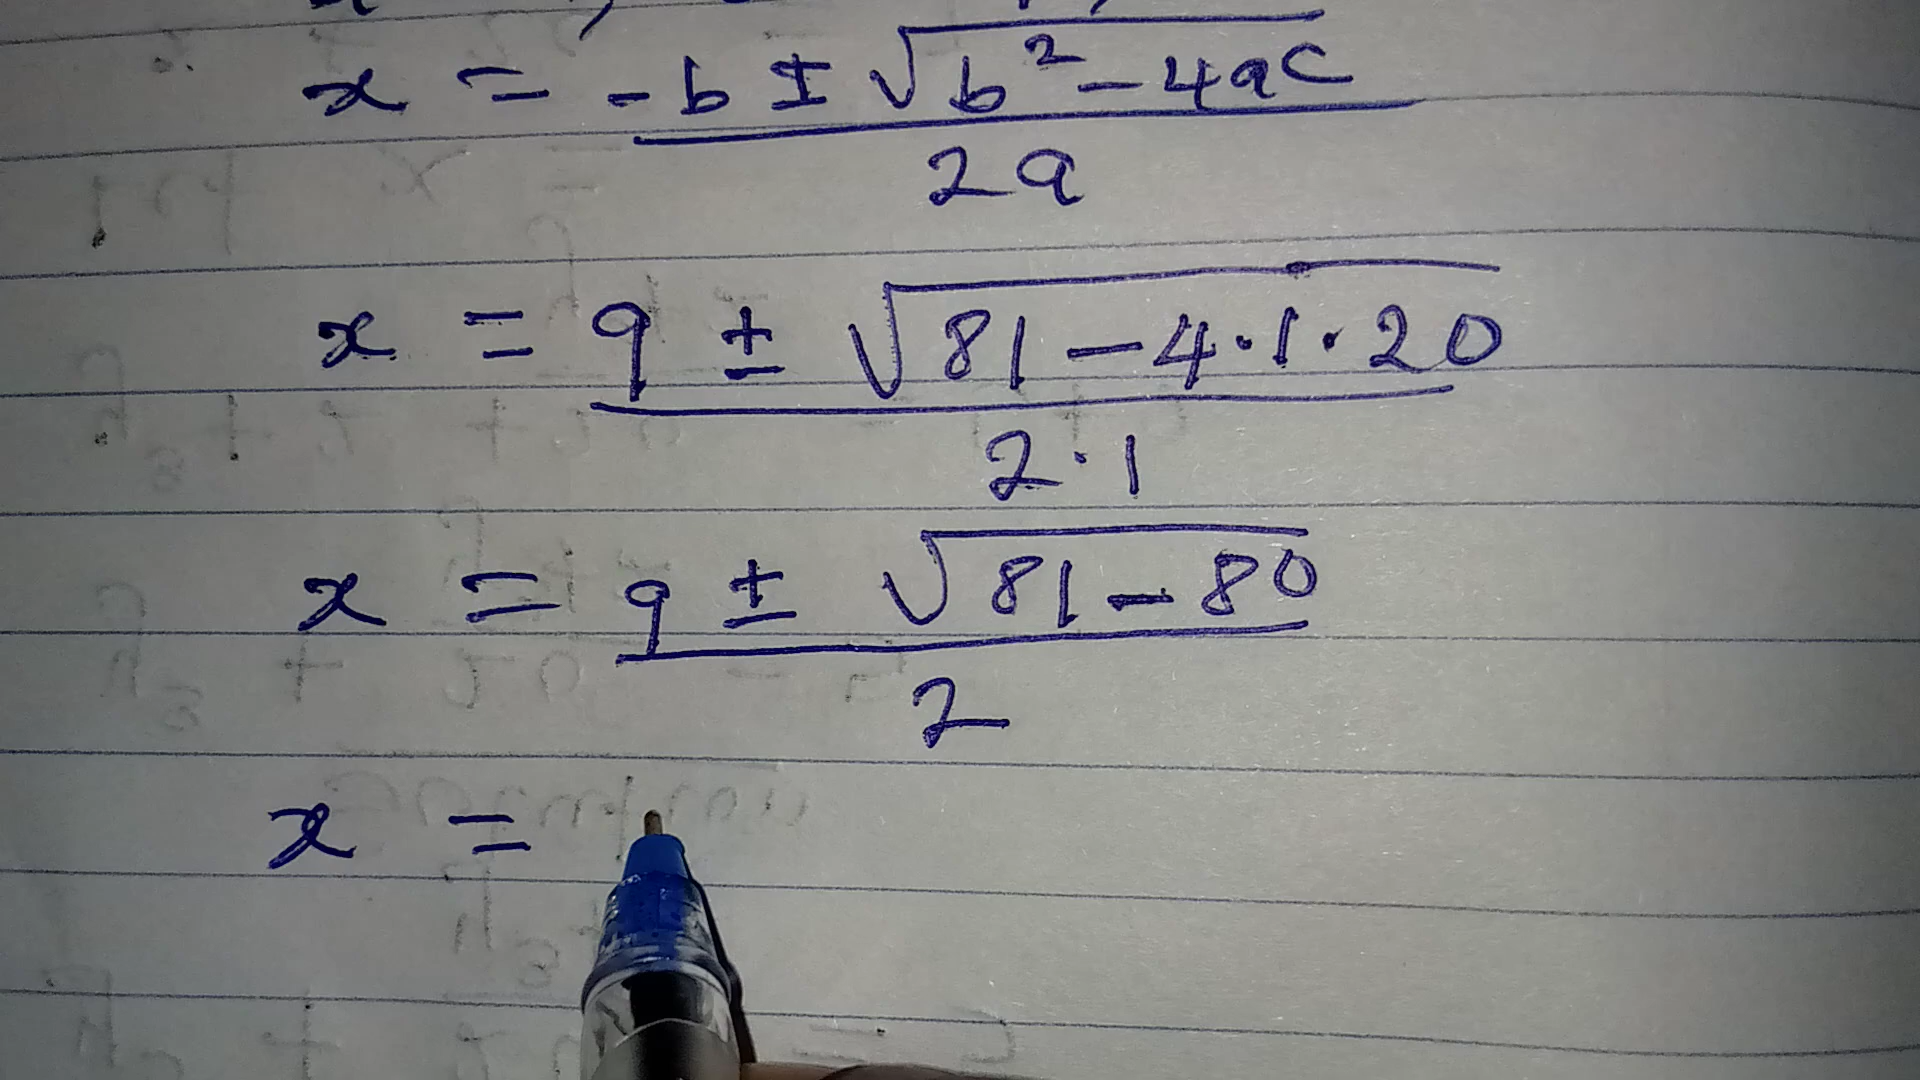 x = -b ± √b² - 4ac
2a
x = 9 ± √81 - 4·1·20
2·1
x = 9 ± √81 - 80
2
x =